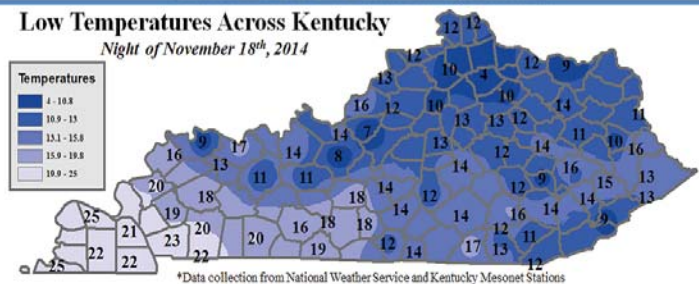 Low Temperatures Across Kentucky
Night of November 18th, 2014
Temperatures
4 - 10.8
10.9 - 13
13.1 - 15.8
15.9 - 19.8
19.9 - 25
12 12
12 12 9
10 4
13 10
16 12 10 14 11
13 13 12
14 7 11
9 17 13 10
16 14 8 12 14 16
13 14 16
11 11 9 15 13
20 18 14 12 12 14 13
18
19 14 14 16 14 9
25 20 16 18 18 12
21 23 20 11
22 19 12 14 17 13
25 22 22 12
*Data collection from National Weather Service and Kentucky Mesonet Stations